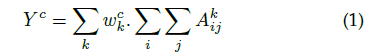 Y^c = \sum_k w_k^c . \sum_i \sum_j A_{ij}^k (1)